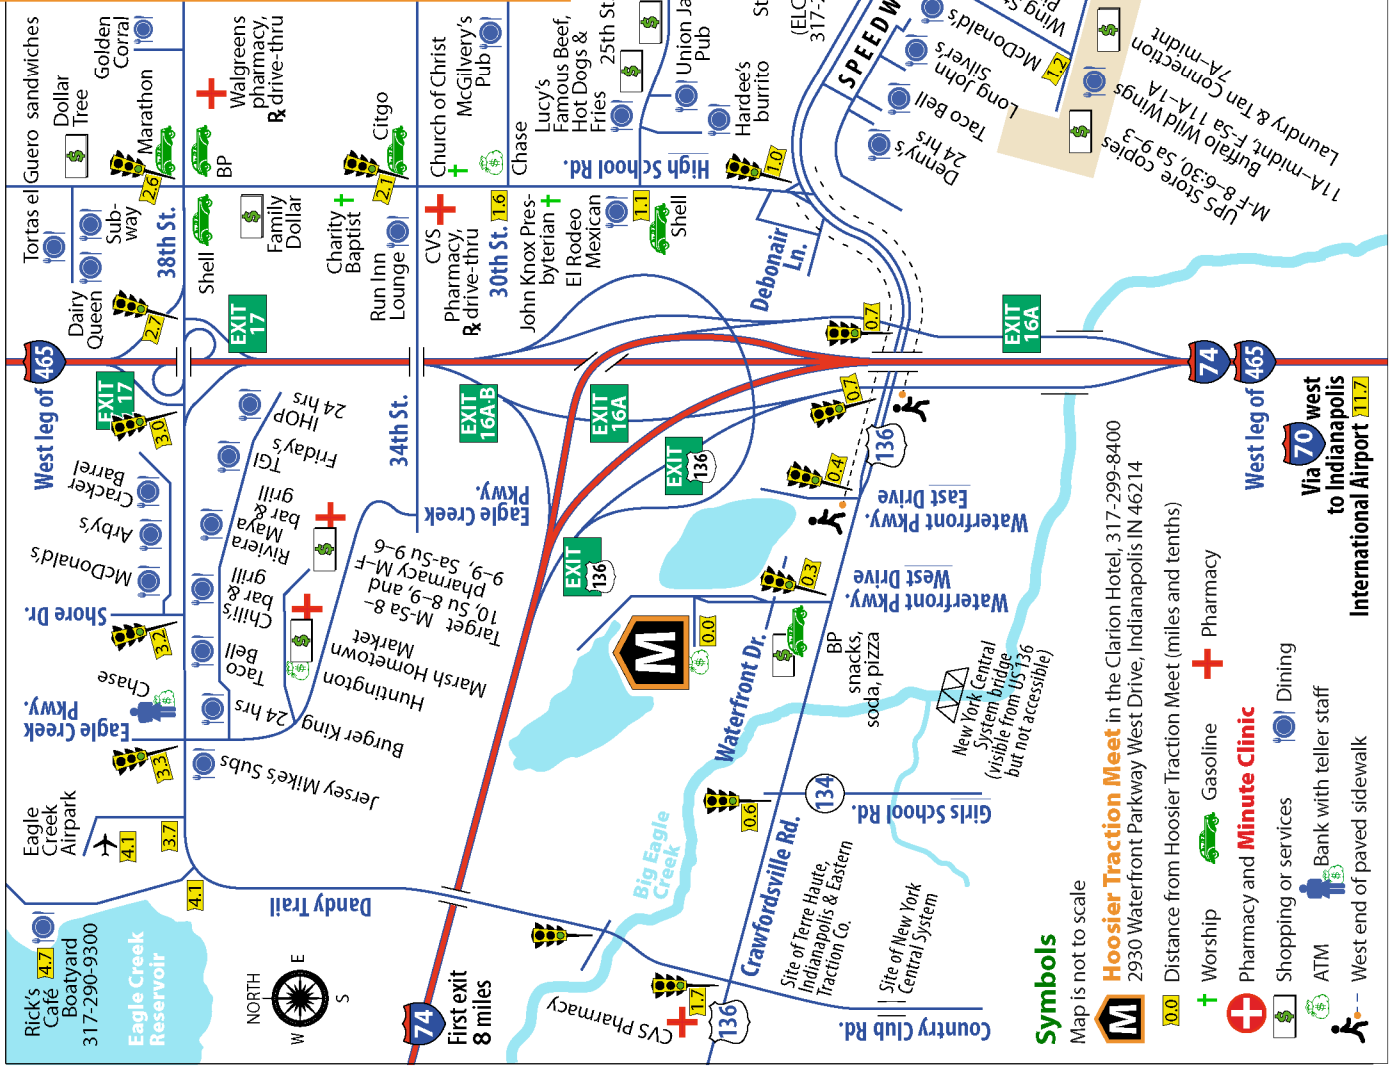 Tortas el Guero sandwiches
Dollar
Tree
Golden
Corral
Marathon
2.6
Sub-
way
38th St.
Dairy
Queen
2.7
BP
Walgreens
pharmacy,
℞ drive-thru
Shell
Family
Dollar
EXIT
17
Citgo
2.1
Charity
Baptist
Run Inn
Lounge
Church of Christ
McGilvery's
Pub
Chase
CVS
Pharmacy,
℞ drive-thru
30th St.
1.6
John Knox Pres-
byterian
El Rodeo
Mexican
1.1
Shell
Lucy's
Famous Beef,
Hot Dogs &
Fries
25th St.
Union Ja
Pub
Hardee's
burrito
High School Rd.
1.0
St
(ELC
317-
SPEEDW
Debonair
Ln.
Denny's
24 hrs
Taco Bell
Long John
Silver's
McDonald's
Wing St
1.2
UPS Store copies
M–F 8–6:30, Sa 9–3
Buffalo Wild Wings
11A–midnt, F-Sa 11A–1A
Laundry & Tan Connection
7A–midnt
465
West leg of
EXIT
17
3.0
Cracker
Barrel
Arby's
McDonald's
Shore Dr.
3.2
Chase
Eagle Creek
Pkwy.
3.3
Eagle
Creek
Airpark
4.1
3.7
4.1
IHOP
24 hrs
TGI
Friday's
Riviera
Maya
bar &
grill
Chili's
bar &
grill
Taco
Bell
Burger King 24 hrs
Jersey Mike's Subs
34th St.
Eagle Creek
Pkwy.
Target M-Sa 8–
10, Su 8–9, and
pharmacy M–F
9–9, Sa-Su 9–6
Marsh Hometown
Market
Huntington
EXIT
16A-B
EXIT
16A
EXIT
16A
EXIT
136
EXIT
136
0.7
0.7
0.4
136
Waterfront Pkwy.
East Drive
0.3
Waterfront Pkwy.
West Drive
M
0.0
Waterfront Dr.
BP
snacks,
soda, pizza
New York Central
System bridge
(visible from US136
but not accessible)
134
Girls School Rd.
0.6
Big Eagle
Creek
Crawfordsville Rd.
Site of Terre Haute,
Indianapolis & Eastern
Traction Co.
Site of New York
Central System
Country Club Rd.
CVS Pharmacy
1.7
136
Dandy Trail
Rick's
Café
Boatyard
317-290-9300
4.7
Eagle Creek
Reservoir
NORTH
E
S
W
74
First exit
8 miles
74
465
West leg of
70
Via west
to Indianapolis
International Airport 11.7
Symbols
Map is not to scale
M
Hoosier Traction Meet in the Clarion Hotel, 317-299-8400
2930 Waterfront Parkway West Drive, Indianapolis IN 46214
0.0 Distance from Hoosier Traction Meet (miles and tenths)
Worship
Gasoline
Pharmacy
Pharmacy and Minute Clinic
Shopping or services
Dining
ATM
Bank with teller staff
West end of paved sidewalk